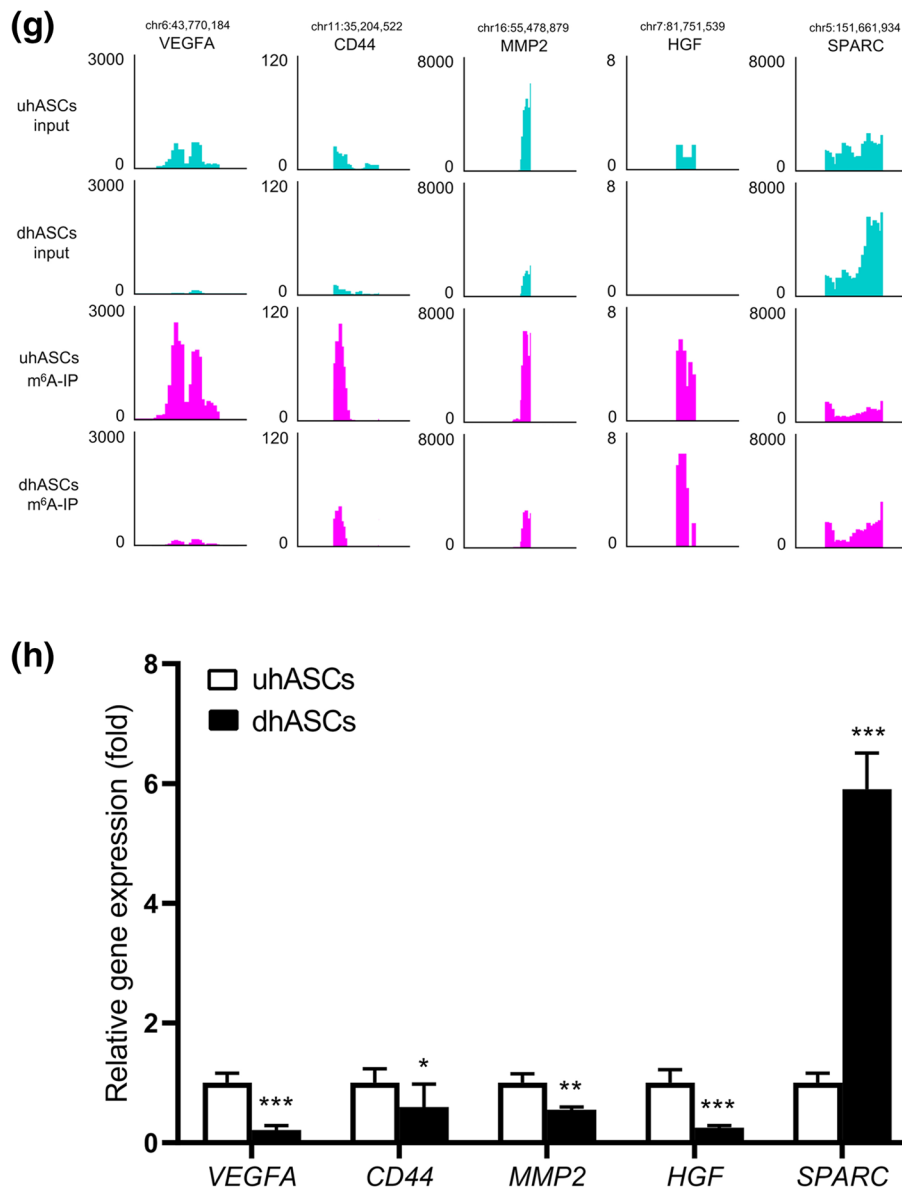 (g)
chr6:43,770,184 chr11:35,204,522 chr16:55,478,879 chr7:81,751,539 chr5:151,661,934
VEGFA CD44 MMP2 HGF SPARC
3000 120 8000 8 8000
uhASCs
input
0 0 0 0 0
3000 120 8000 8 8000
dhASCs
input
0 0 0 0 0
3000 120 8000 8 8000
uhASCs
m⁶A-IP
0 0 0 0 0
3000 120 8000 8 8000
dhASCs
m⁶A-IP
0 0 0 0 0
(h)
Relative gene expression (fold)
8
6
4
2
0
uhASCs
dhASCs
*** * ** *** ***
VEGFA CD44 MMP2 HGF SPARC